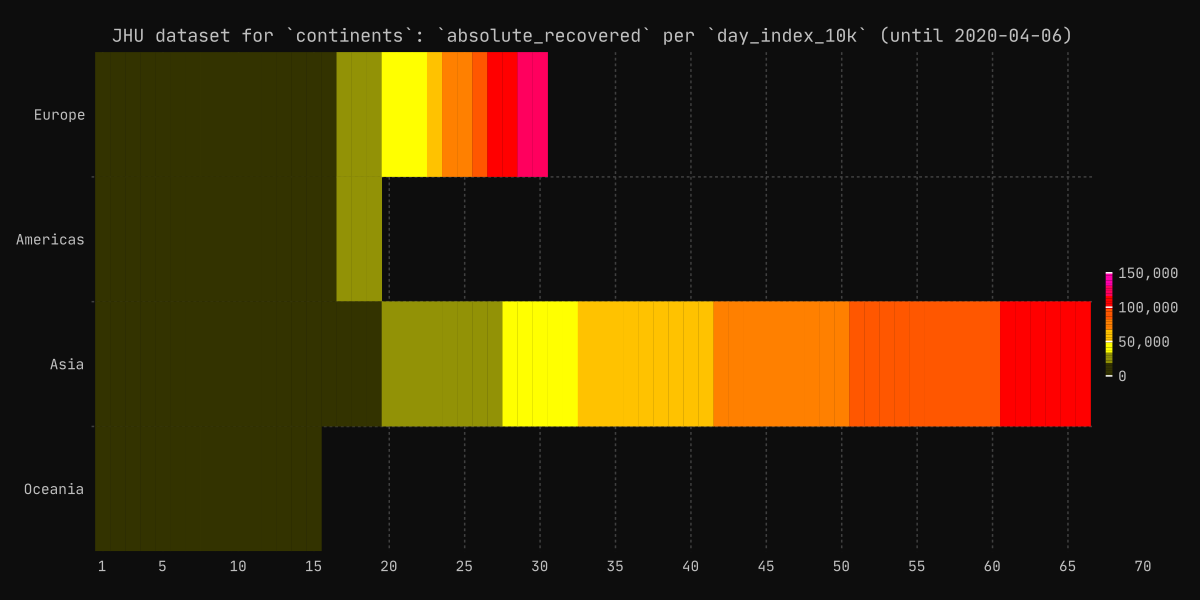 JHU dataset for `continents`: `absolute_recovered` per `day_index_10k` (until 2020-04-06)
Europe
Americas
Asia
Oceania
150,000
100,000
50,000
0
1 5 10 15 20 25 30 35 40 45 50 55 60 65 70